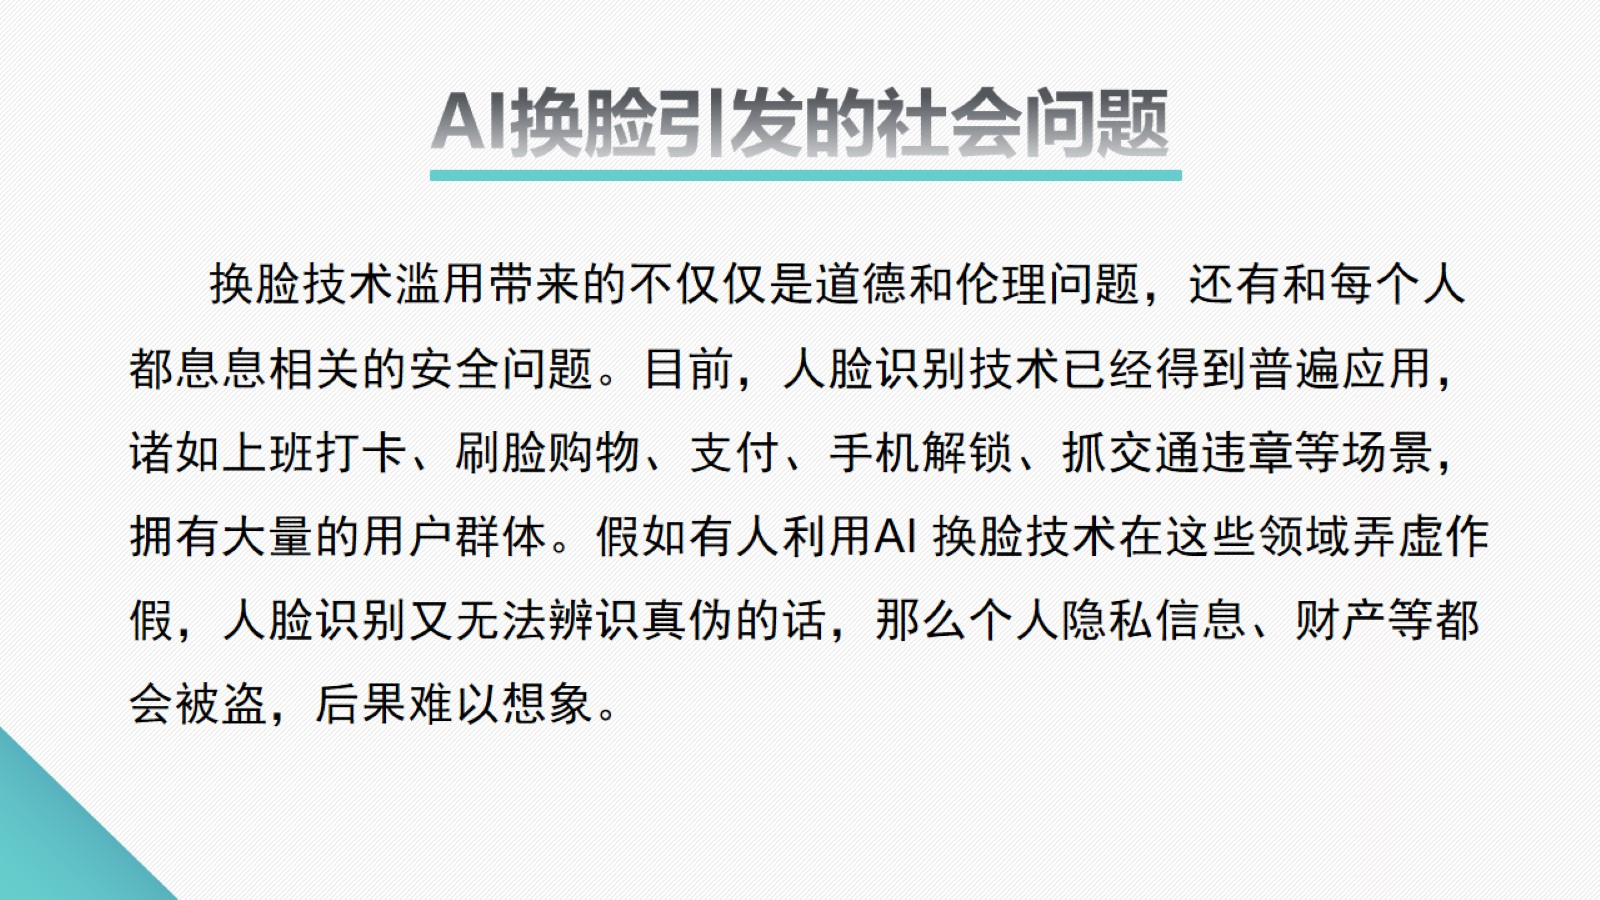 AI换脸引发的社会问题
换脸技术滥用带来的不仅仅是道德和伦理问题，还有和每个人
都息息相关的安全问题。目前，人脸识别技术已经得到普遍应用，
诸如上班打卡、刷脸购物、支付、手机解锁、抓交通违章等场景，
拥有大量的用户群体。假如有人利用AI 换脸技术在这些领域弄虚作
假，人脸识别又无法辨识真伪的话，那么个人隐私信息、财产等都
会被盗，后果难以想象。